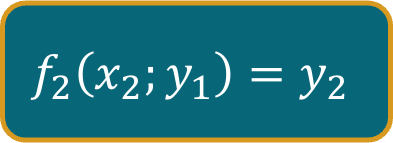 f₂(x₂; y₁) = y₂